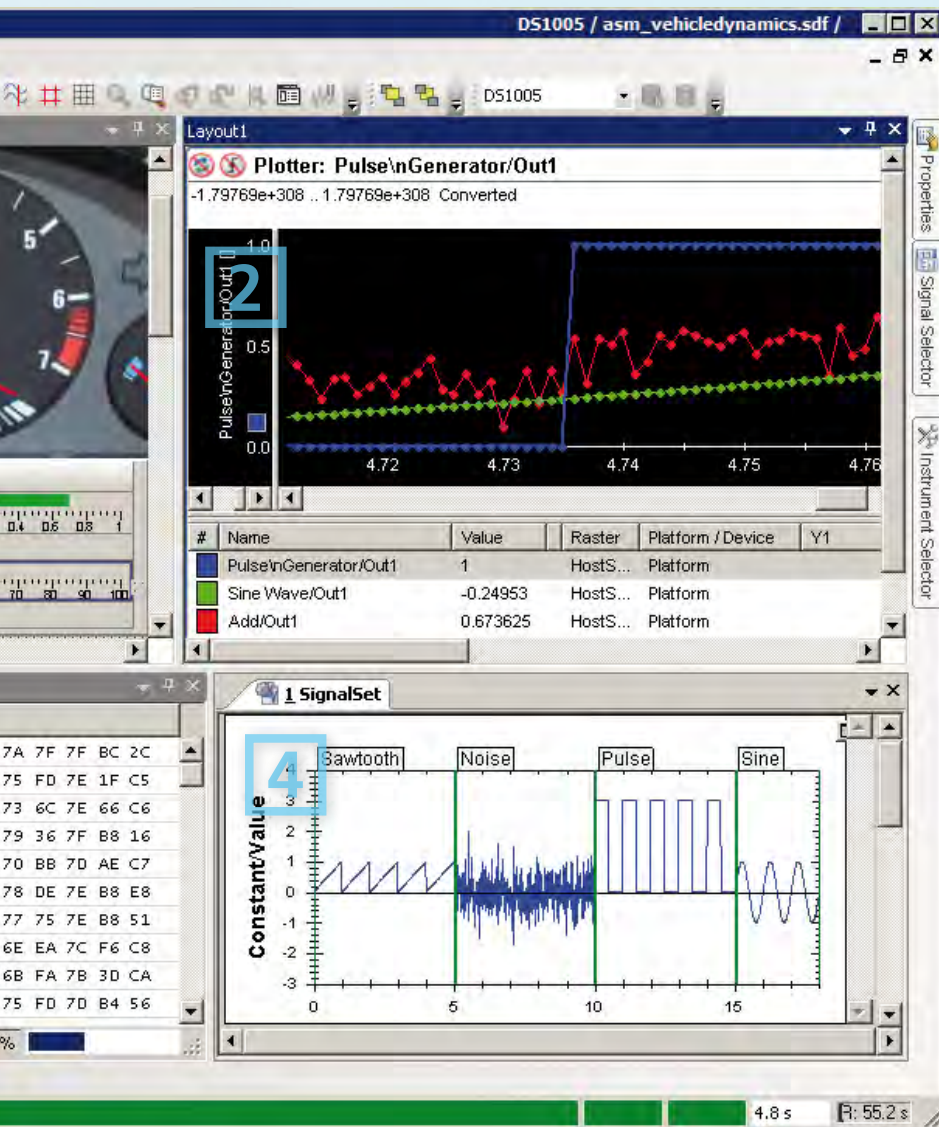 DS1005 / asm_vehicledynamics.sdf /
DS1005
Layout1
Plotter: Pulse\nGenerator/Out1
-1.79769e+308 .. 1.79769e+308 Converted
2
Pulse\nGenerator/Out1 []
1.0
0.5
0.0
4.72 4.73 4.74 4.75 4.76
# Name Value Raster Platform / Device Y1
Pulse\nGenerator/Out1 1 HostS... Platform
Sine Wave/Out1 -0.24953 HostS... Platform
Add/Out1 0.673625 HostS... Platform
Properties
Signal Selector
Instrument Selector
5
6
7
0.4 0.6 0.8 1
70 80 90 100
7A 7F 7F BC 2C
75 FD 7E 1F C5
73 6C 7E 66 C6
79 36 7F B8 16
70 BB 7D AE C7
78 DE 7E B8 E8
77 75 7E B8 51
6E EA 7C F6 C8
6B FA 7B 3D CA
75 FD 7D B4 56
%
1 SignalSet
4
Sawtooth Noise Pulse Sine
Constant/Value
4
3
2
1
0
-1
-2
-3
0 5 10 15
4.8 s R: 55.2 s